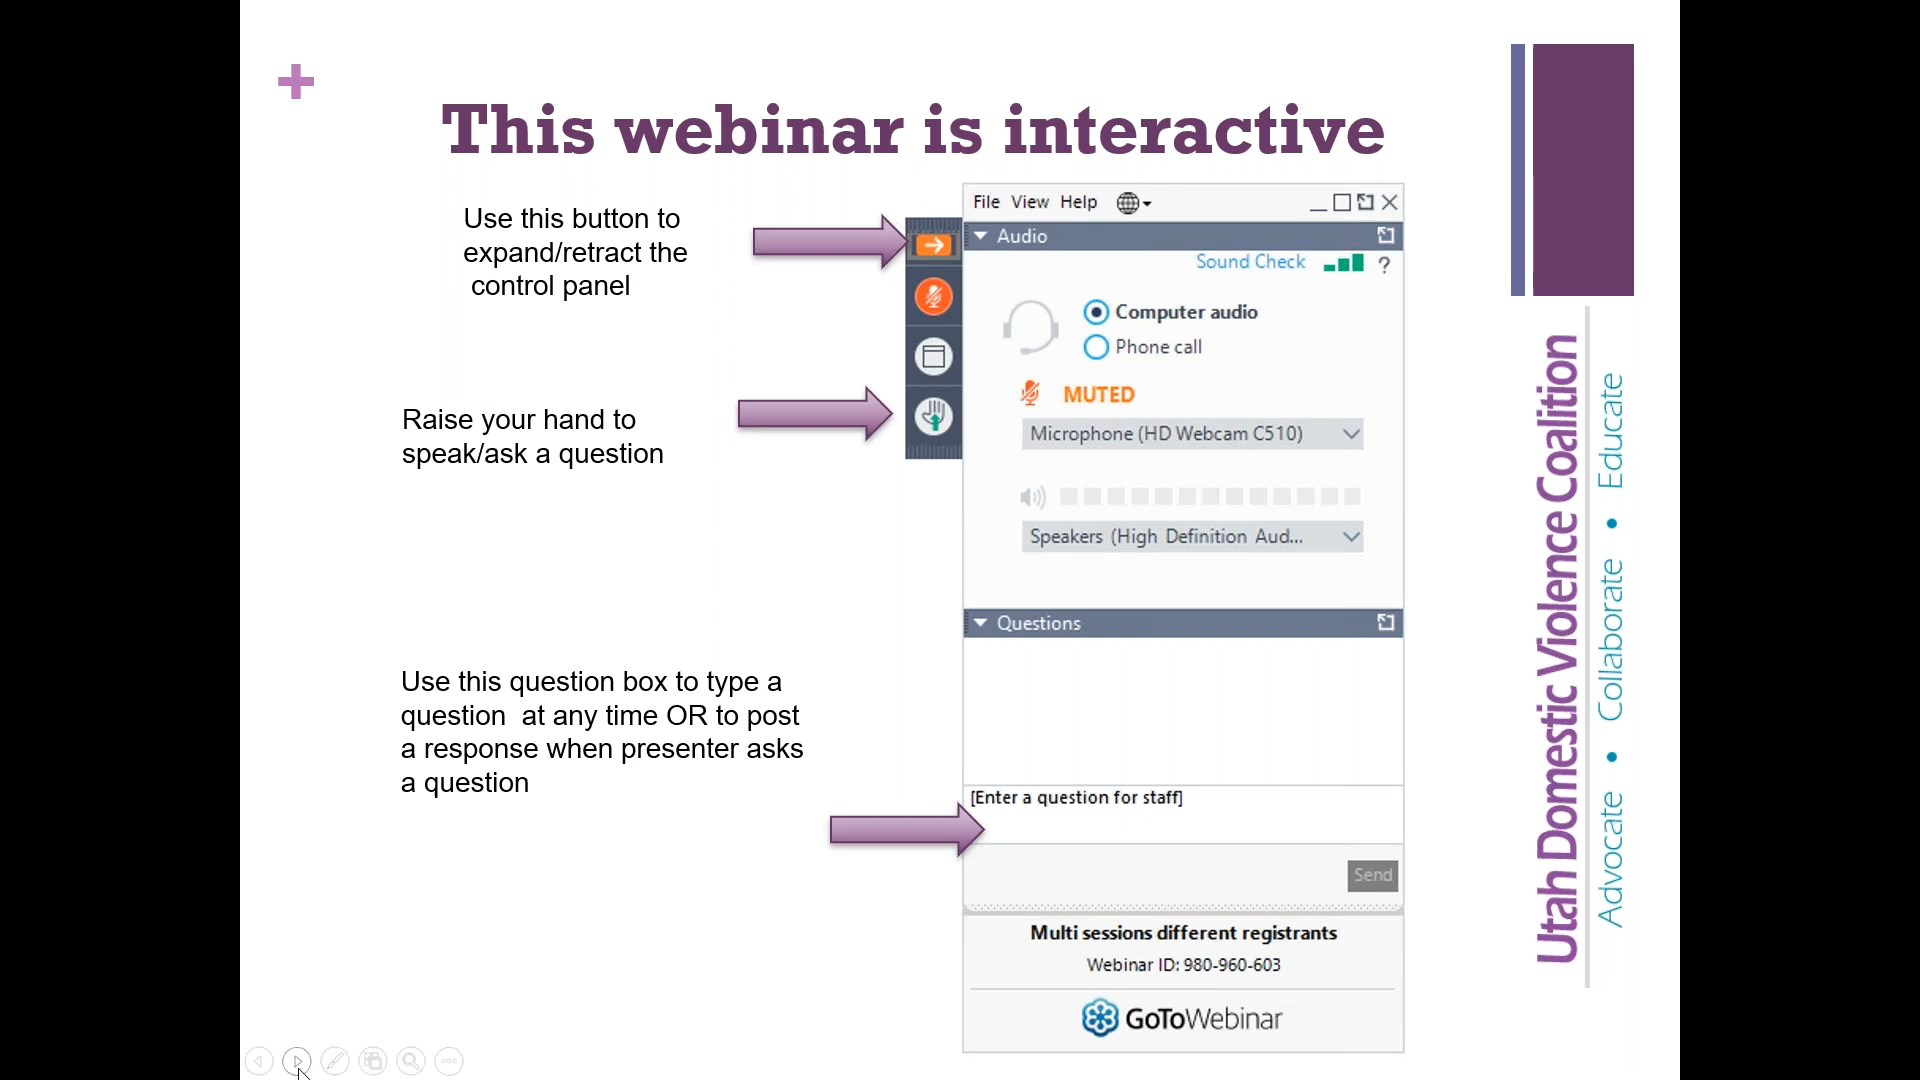 This webinar is interactive
Use this button to
expand/retract the
control panel
Raise your hand to
speak/ask a question
Use this question box to type a
question  at any time OR to post
a response when presenter asks
a question
File View Help
Audio
Sound Check
?
Computer audio
Phone call
MUTED
Microphone (HD Webcam C510)
Speakers (High Definition Aud...
Questions
[Enter a question for staff]
Send
Multi sessions different registrants
Webinar ID: 980-960-603
GoToWebinar
Utah Domestic Violence Coalition
Advocate • Collaborate • Educate